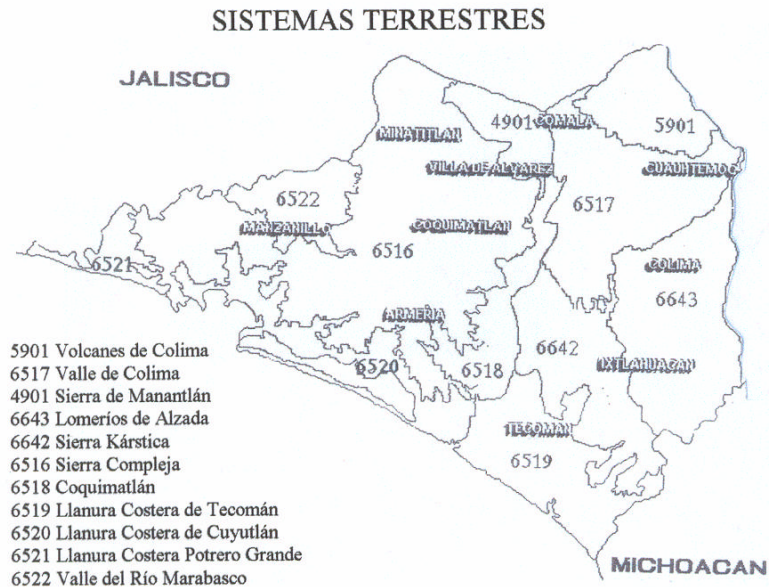 SISTEMAS TERRESTRES
JALISCO
4901 COMALA
5901
MINATITLAN
VILLA DE ALVAREZ
CUAUHTEMOC
6522
6517
MANZANILLO
COQUIMATLAN
6516
6521
COLIMA
6643
ARMERÍA
6642
6520
6518
IXTLAHUACAN
TECOMAN
6519
5901 Volcanes de Colima
6517 Valle de Colima
4901 Sierra de Manantlán
6643 Lomeríos de Alzada
6642 Sierra Kárstica
6516 Sierra Compleja
6518 Coquimatlán
6519 Llanura Costera de Tecomán
6520 Llanura Costera de Cuyutlán
6521 Llanura Costera Potrero Grande
6522 Valle del Río Marabasco
MICHOACAN